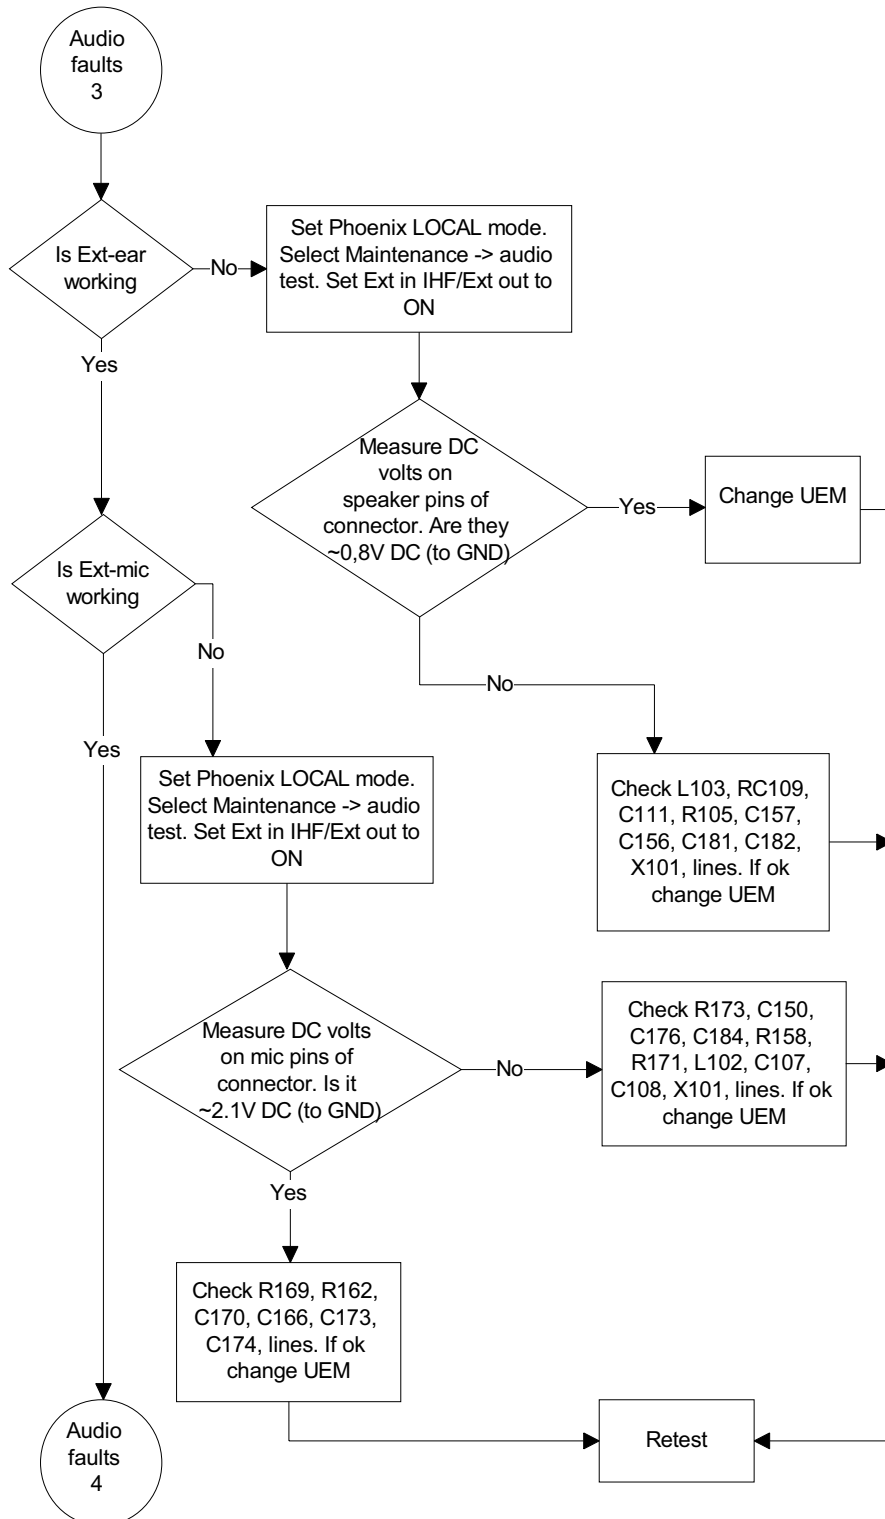 Audio
faults
3
Is Ext-ear
working
No
Set Phoenix LOCAL mode.
Select Maintenance -> audio
test. Set Ext in IHF/Ext out to
ON
Yes
Measure DC
volts on
speaker pins of
connector. Are they
~0,8V DC (to GND)
Yes
Change UEM
Is Ext-mic
working
No
No
Yes
Set Phoenix LOCAL mode.
Select Maintenance -> audio
test. Set Ext in IHF/Ext out to
ON
Check L103, RC109,
C111, R105, C157,
C156, C181, C182,
X101, lines. If ok
change UEM
Measure DC volts
on mic pins of
connector. Is it
~2.1V DC (to GND)
No
Check R173, C150,
C176, C184, R158,
R171, L102, C107,
C108, X101, lines. If ok
change UEM
Yes
Check R169, R162,
C170, C166, C173,
C174, lines. If ok
change UEM
Audio
faults
4
Retest